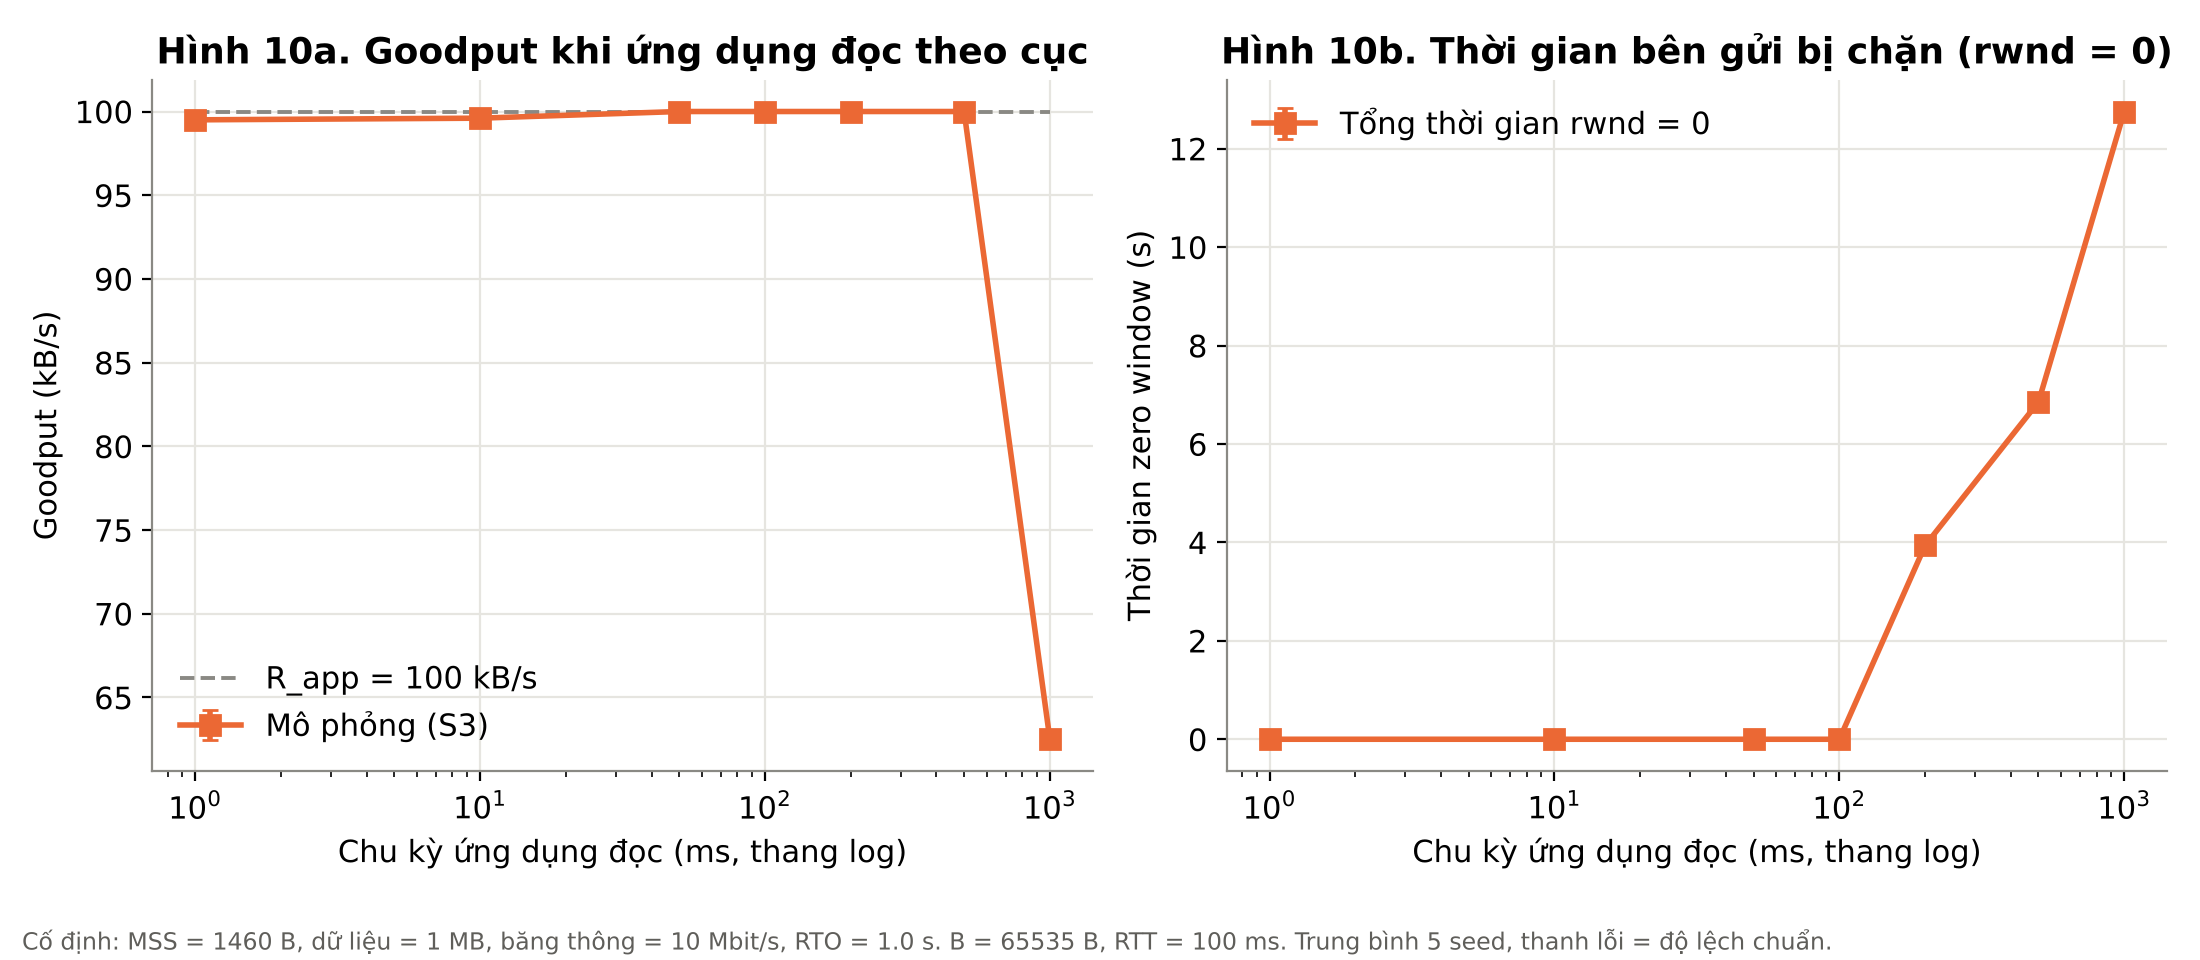 Hình 10a. Goodput khi ứng dụng đọc theo cục
100
95
90
85
80
75
70
65
Goodput (kB/s)
R_app = 100 kB/s
Mô phỏng (S3)
10⁰
10¹
10²
10³
Chu kỳ ứng dụng đọc (ms, thang log)
Hình 10b. Thời gian bên gửi bị chặn (rwnd = 0)
Tổng thời gian rwnd = 0
12
10
8
6
4
2
0
Thời gian zero window (s)
10⁰
10¹
10²
10³
Chu kỳ ứng dụng đọc (ms, thang log)
Cố định: MSS = 1460 B, dữ liệu = 1 MB, băng thông = 10 Mbit/s, RTO = 1.0 s. B = 65535 B, RTT = 100 ms. Trung bình 5 seed, thanh lỗi = độ lệch chuẩn.